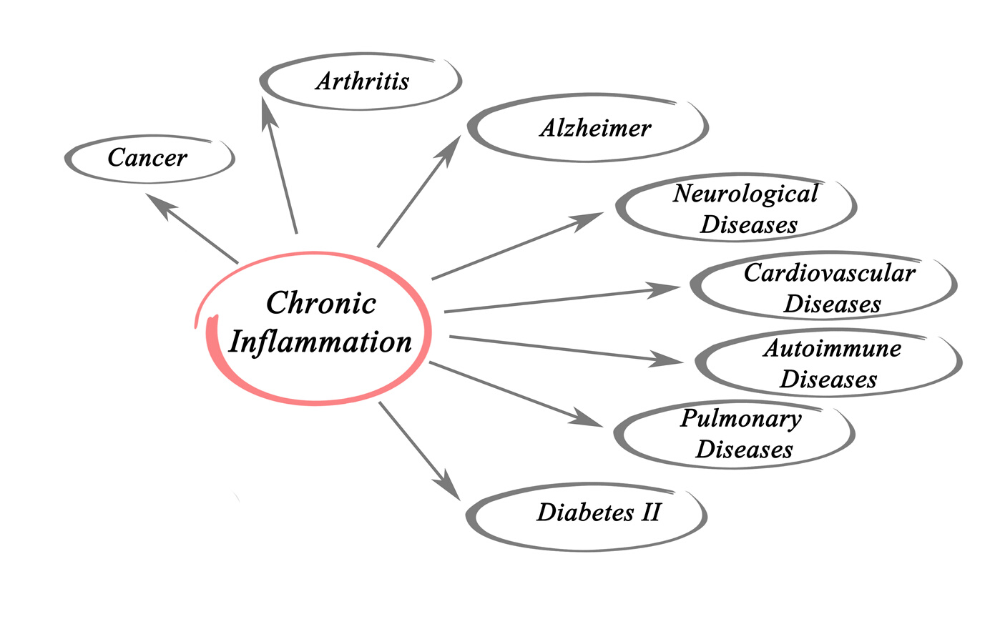 Arthritis
Alzheimer
Cancer
Neurological
Diseases
Cardiovascular
Diseases
Chronic
Inflammation
Autoimmune
Diseases
Pulmonary
Diseases
Diabetes II